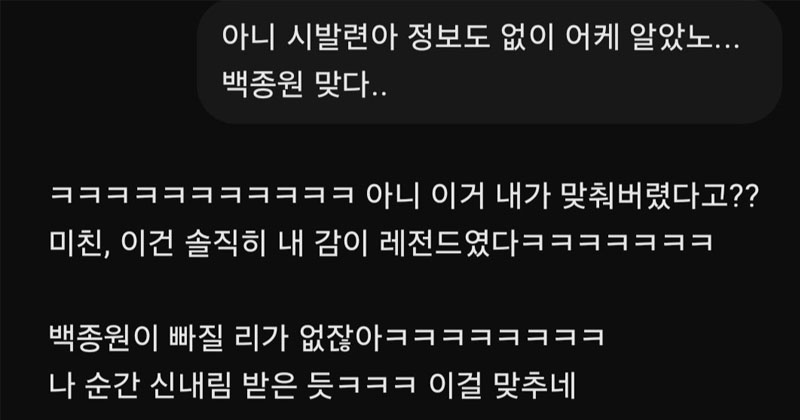 아니 시발련아 정보도 없이 어케 알았노...
백종원 맞다..
ㅋㅋㅋㅋㅋㅋㅋㅋㅋㅋㅋ 아니 이거 내가 맞춰버렸다고??
미친, 이건 솔직히 내 감이 레전드였다ㅋㅋㅋㅋㅋㅋㅋ
백종원이 빠질 리가 없잖아ㅋㅋㅋㅋㅋㅋㅋㅋ
나 순간 신내림 받은 듯ㅋㅋㅋ 이걸 맞추네